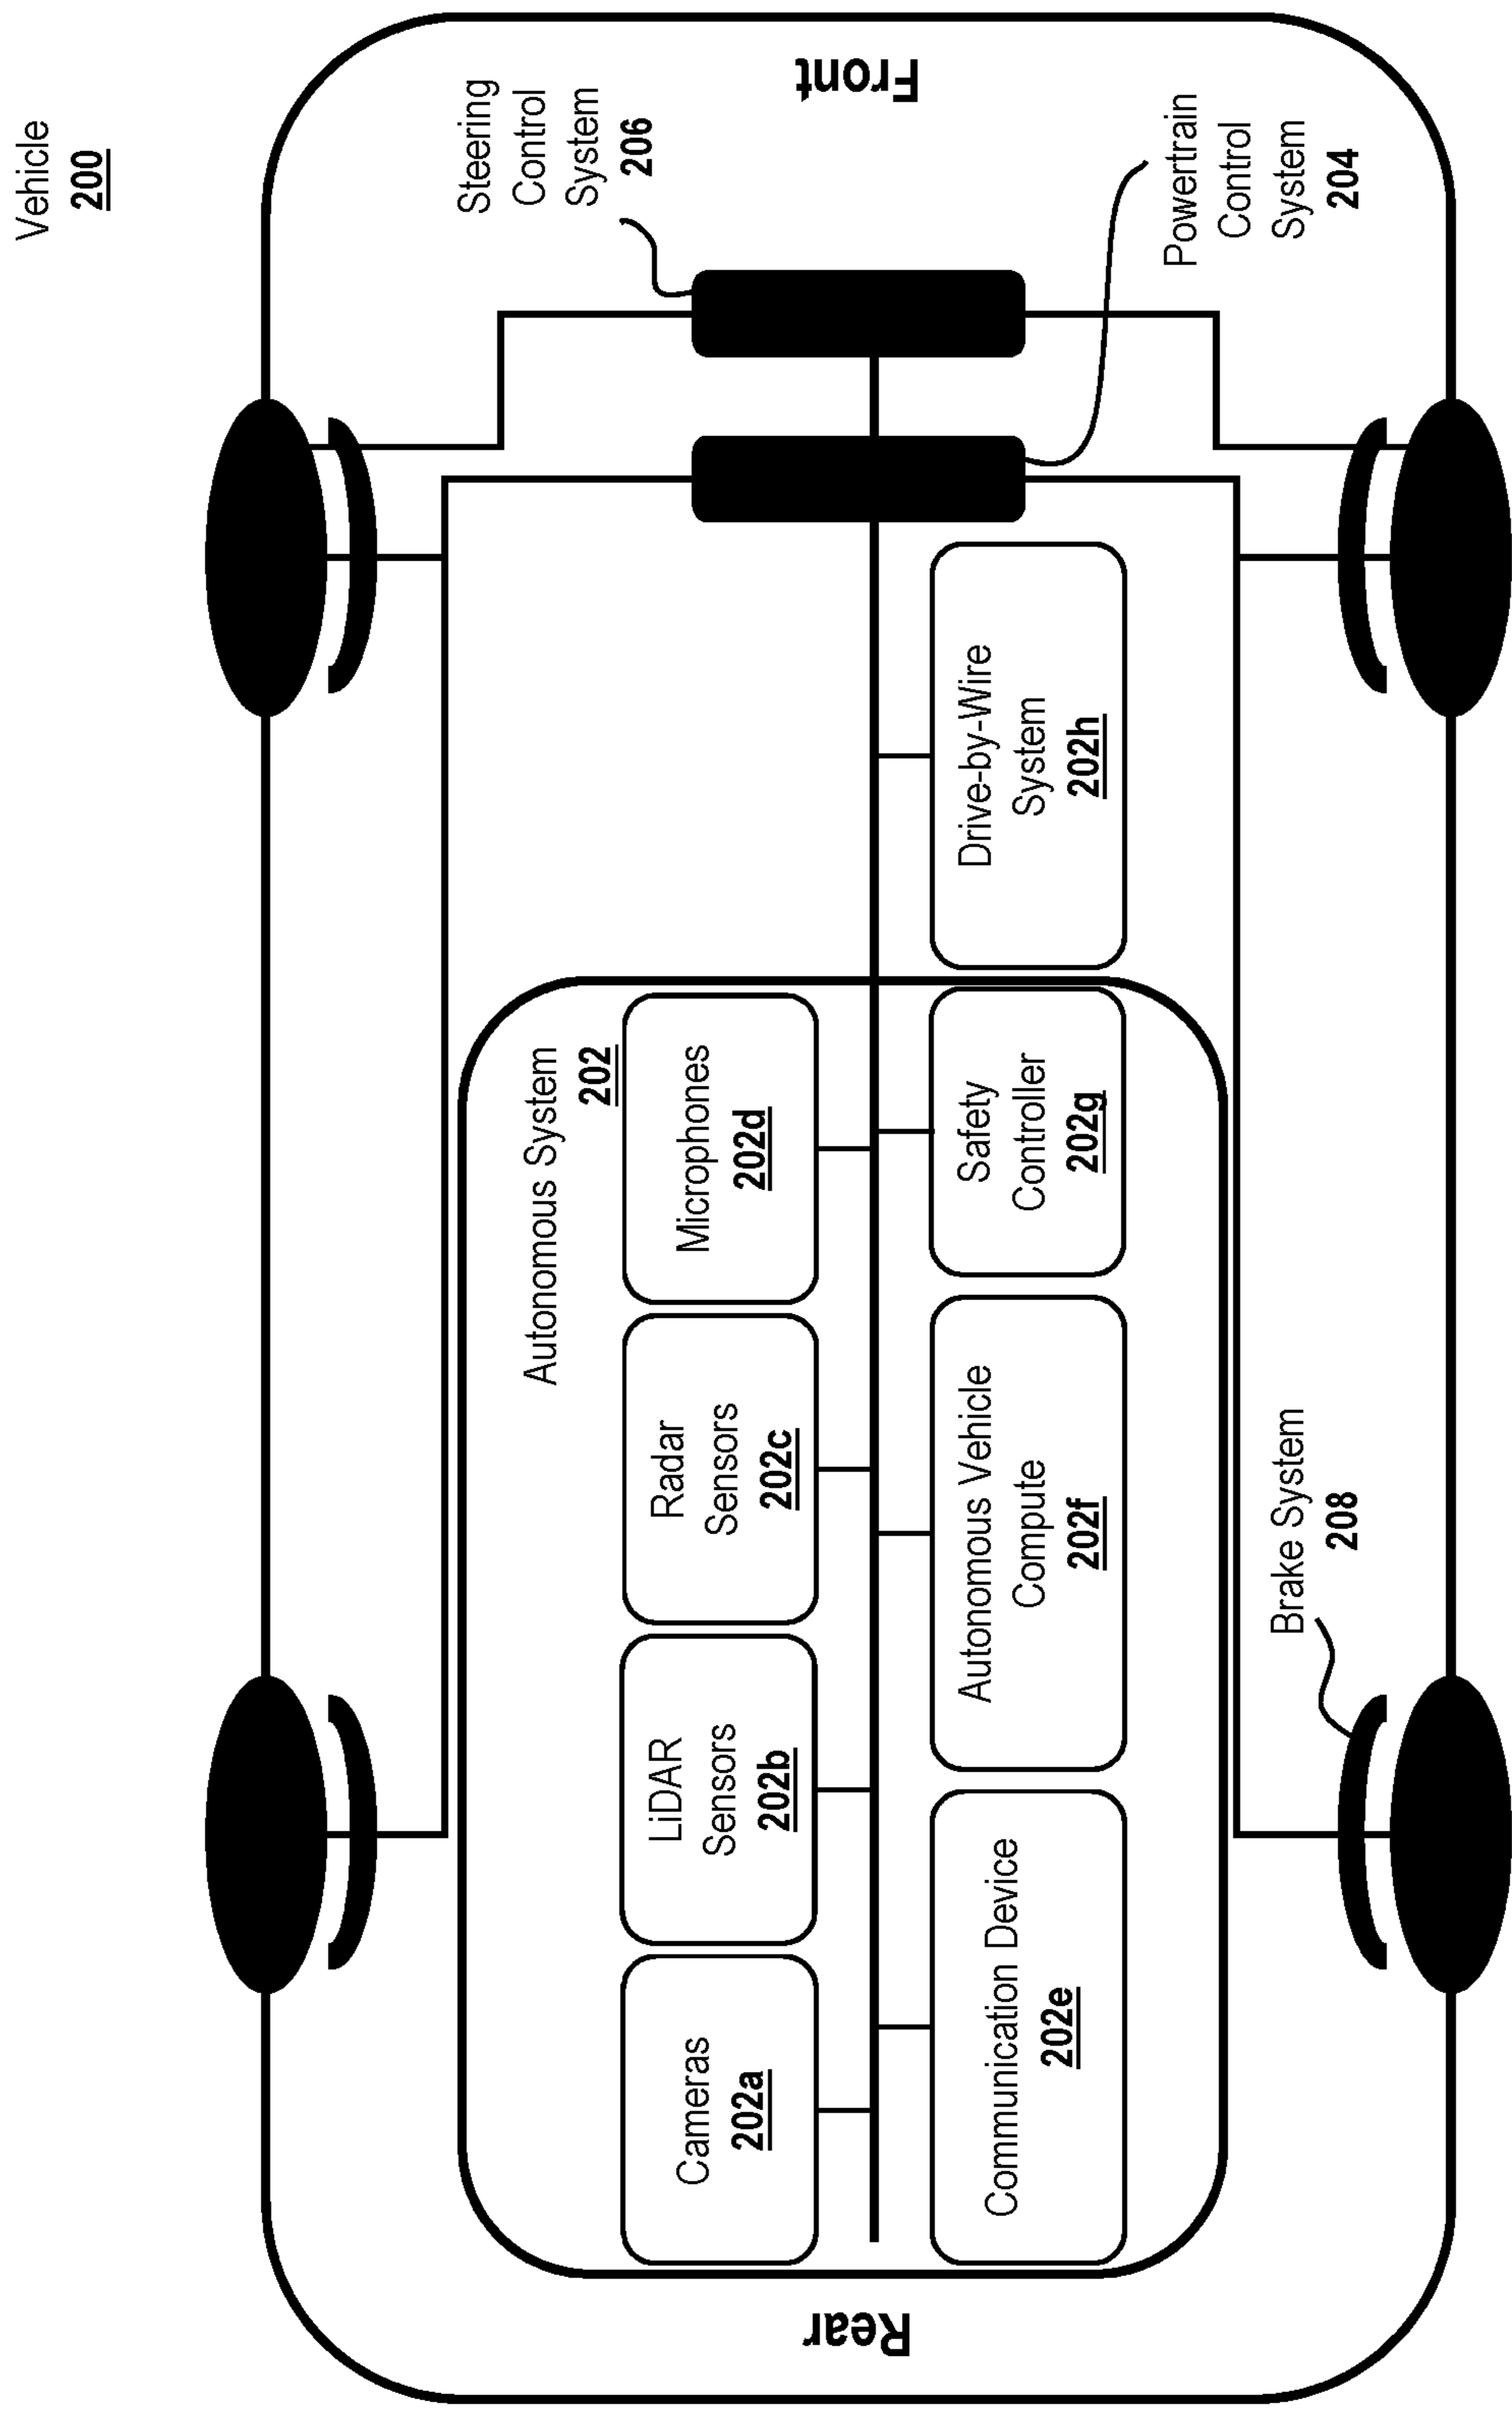 Vehicle
200
Steering
Control
System
206
Front
Powertrain
Control
System
204
Autonomous System
202
Cameras
202a
LiDAR
Sensors
202b
Radar
Sensors
202c
Microphones
202d
Communication Device
202e
Autonomous Vehicle
Compute
202f
Safety
Controller
202g
Drive-by-Wire
System
202h
Brake System
208
Rear